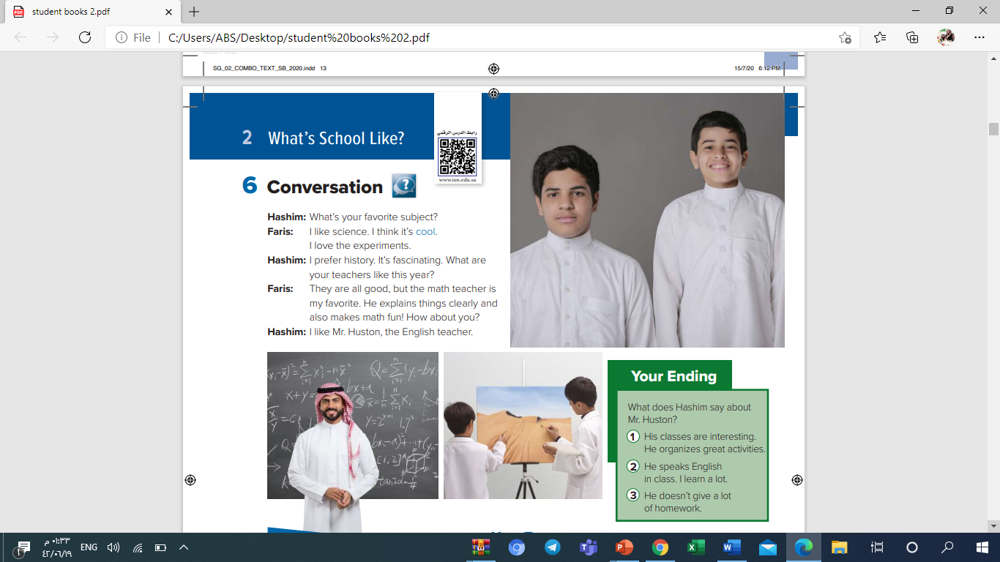 student books 2.pdf
File
C:/Users/ABS/Desktop/student%20books%202.pdf
SG_02_COMBO_TEXT_SB_2020.indd 13
15/7/20 6:12 PM
2 What's School Like?
رابط الدرس الرقمي
www.ien.edu.sa
6 Conversation
Hashim: What's your favorite subject?
Faris: I like science. I think it's cool.
I love the experiments.
Hashim: I prefer history. It's fascinating. What are
your teachers like this year?
Faris: They are all good, but the math teacher is
my favorite. He explains things clearly and
also makes math fun! How about you?
Hashim: I like Mr. Huston, the English teacher.
Your Ending
What does Hashim say about
Mr. Huston?
1 His classes are interesting.
He organizes great activities.
2 He speaks English
in class. I learn a lot.
3 He doesn't give a lot
of homework.
ENG
٠١:٣٣ م
٤٢/٠٦/١٩